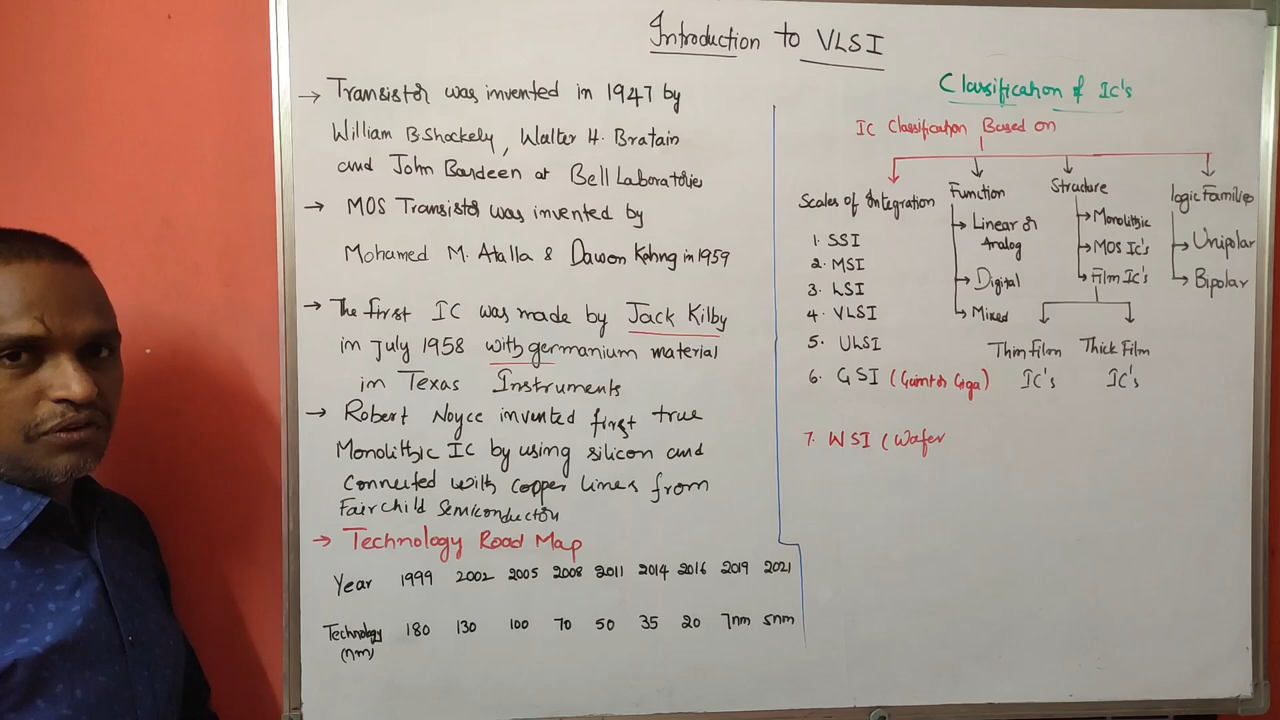 Introduction to VLSI
→ Transistor was invented in 1947 by
William B Shockely, Walter H. Bratain
and John Bardeen at Bell Laboratories
→ MOS Transistor was invented by
Mohamed M. Atalla & Dawon Kahng in 1959
→ The first IC was made by Jack Kilby
in July 1958 with germanium material
in Texas Instruments
→ Robert Noyce invented first true
Monolithic IC by using silicon and
Connected with copper lines from
Fairchild Semiconductor
→ Technology Road Map
Year 1999 2002 2005 2008 2011 2014 2016 2019 2021
Technology 180 130 100 70 50 35 20 7nm 5nm
(nm)
Classification of Ic's
IC Classification Based on
Scales of Integration
1. SSI
2. MSI
3. LSI
4. VLSI
5. ULSI
6. GSI ( Giga)
7. WSI (Wafer
Function
Linear or
Analog
Digital
Mixed
Structure
Monolithic
MOS Ic's
Film Ic's
Thin Film
Ic's
Thick Film
Ic's
logic Families
Unipolar
Bipolar